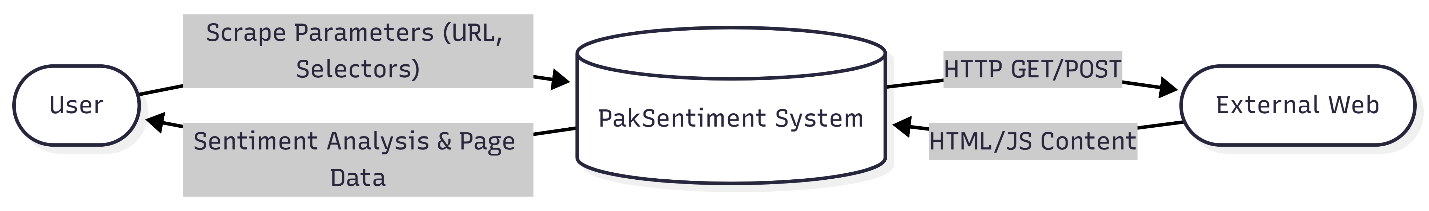 User
Scrape Parameters (URL,
Selectors)
Sentiment Analysis & Page
Data
PakSentiment System
HTTP GET/POST
HTML/JS Content
External Web